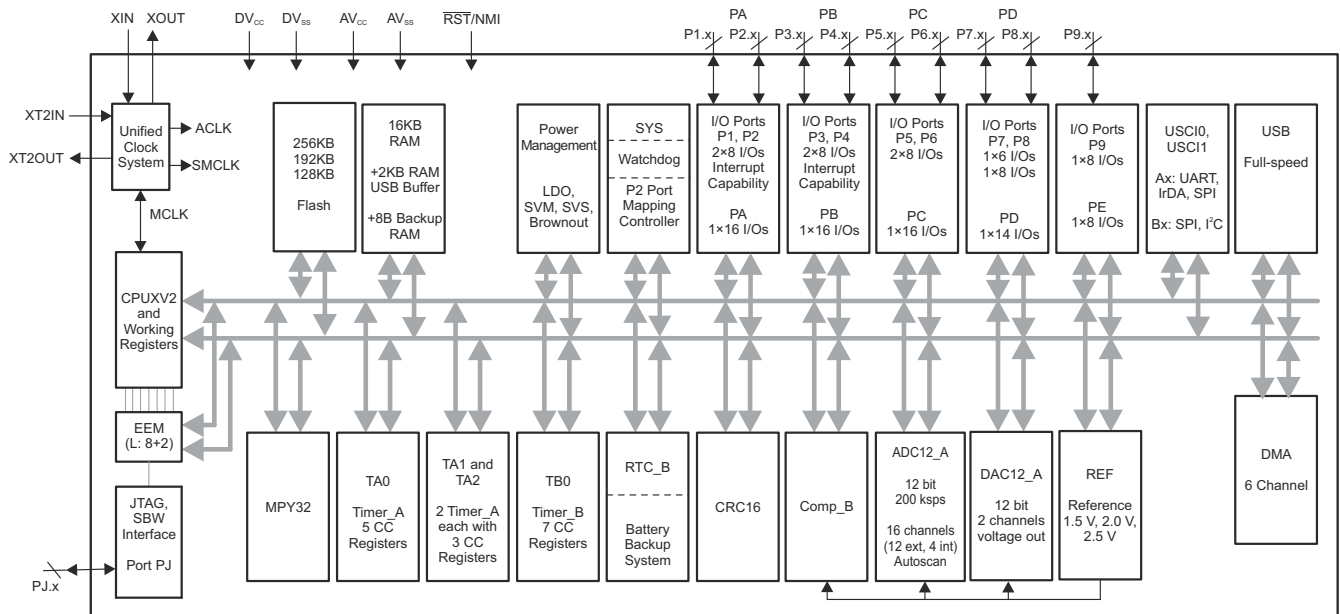 XIN XOUT DVCC DVSS AVCC AVSS RST/NMI
PA PB PC PD
P1.x P2.x P3.x P4.x P5.x P6.x P7.x P8.x P9.x
XT2IN
XT2OUT
Unified
Clock
System
ACLK
SMCLK
MCLK
256KB
192KB
128KB
Flash
16KB
RAM
+2KB RAM
USB Buffer
+8B Backup
RAM
Power
Management
LDO,
SVM, SVS,
Brownout
SYS
Watchdog
P2 Port
Mapping
Controller
I/O Ports
P1, P2
2×8 I/Os
Interrupt
Capability
PA
1×16 I/Os
I/O Ports
P3, P4
2×8 I/Os
Interrupt
Capability
PB
1×16 I/Os
I/O Ports
P5, P6
2×8 I/Os
PC
1×16 I/Os
I/O Ports
P7, P8
1×6 I/Os
1×8 I/Os
PD
1×14 I/Os
I/O Ports
P9
1×8 I/Os
PE
1×8 I/Os
USCI0,
USCI1
Ax: UART,
IrDA, SPI
Bx: SPI, I²C
USB
Full-speed
CPUXV2
and
Working
Registers
EEM
(L: 8+2)
JTAG,
SBW
Interface
Port PJ
PJ.x
MPY32
TA0
Timer_A
5 CC
Registers
TA1 and
TA2
2 Timer_A
each with
3 CC
Registers
TB0
Timer_B
7 CC
Registers
RTC_B
Battery
Backup
System
CRC16
Comp_B
ADC12_A
12 bit
200 ksps
16 channels
(12 ext, 4 int)
Autoscan
DAC12_A
12 bit
2 channels
voltage out
REF
Reference
1.5 V, 2.0 V,
2.5 V
DMA
6 Channel